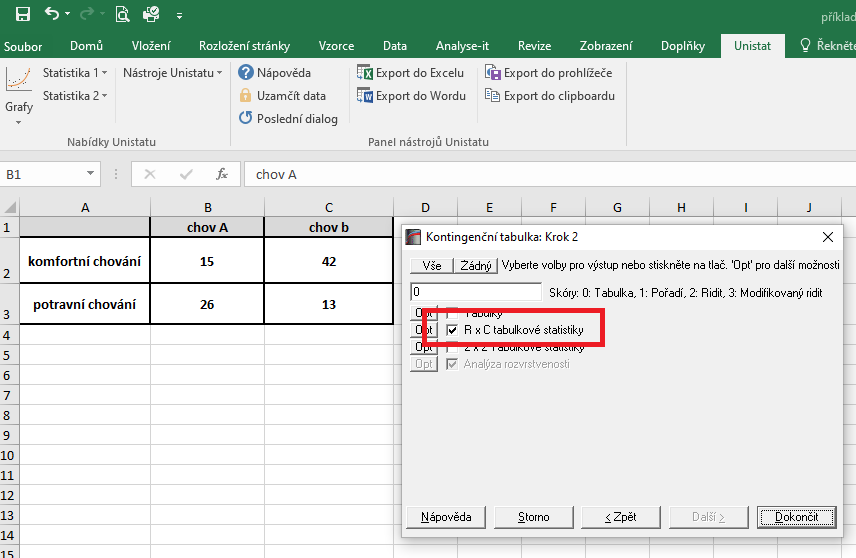 příklad
Soubor Domů Vložení Rozložení stránky Vzorce Data Analyse-it Revize Zobrazení Doplňky Unistat Řekněte
Statistika 1 Nástroje Unistatu Nápověda Export do Excelu Export do prohlížeče
Statistika 2 Uzamčít data Export do Wordu Export do clipboardu
Grafy Poslední dialog
Nabídky Unistatu Panel nástrojů Unistatu
B1 fx chov A
A B C D E F G H I J
1 chov A chov b
Kontingenční tabulka: Krok 2
2 komfortní chování 15 42
Vše Žádný Vyberte volby pro výstup nebo stiskněte na tlač. 'Opt' pro další možnosti
0 Skóry: 0: Tabulka, 1: Pořadí, 2: Ridit, 3: Modifikovaný ridit
3 potravní chování 26 13
Opt Tabulky
Opt R x C tabulkové statistiky
Opt 2 x 2 Tabulkové statistiky
Opt Analýza rozvrstvenosti
4
5
6
7
8
9
10
11
12
13
14
15
Nápověda Storno < Zpět Další > Dokončit